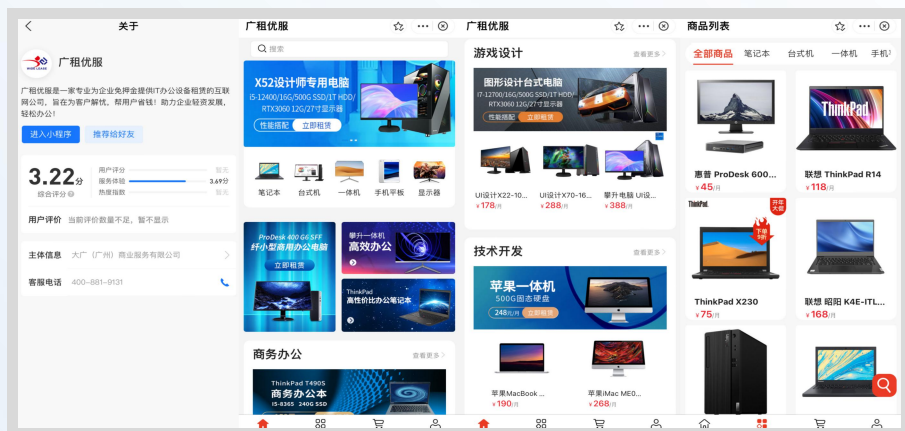 关于
广租优服
广租优服是一家专业为企业免押金提供IT办公设备租赁的互联
网公司，旨在为客户解忧，帮用户省钱！助力企业轻资发展，
轻松办公！
进入小程序
推荐给好友
3.22分
综合评分
用户评分
暂无
服务体验
3.69分
热度指数
暂无
用户评价 当前评价数量不足，暂不显示
主体信息 大广（广州）商业服务有限公司
客服电话 400-881-9131
广租优服
搜索
X52设计师专用电脑
i5-12400/16G/500G SSD/1T HDD/
RTX3060 12G/27寸显示器
性能搭配 立即租赁
笔记本 台式机 一体机 手机平板 显示器
ProDesk 400 G6 SFF
纤小型商用办公电脑
立即租赁
攀升一体机
高效办公
ThinkPad
高性价比办公笔记本
商务办公
查看更多
ThinkPad T490S
商务办公本
I5-8365 240G SSD
广租优服
游戏设计
查看更多
图形设计台式电脑
i7-12700/16G/500G SSD/1T HDD/
RTX3060 12G/27寸显示器
性能搭配 立即租赁
UI设计X22-10... UI设计X70-16... 攀升电脑 UI设...
¥178/月 ¥288/月 ¥388/月
技术开发
查看更多
苹果一体机
500G固态硬盘
248元/月 立即租赁
苹果MacBook ... 苹果iMac ME0...
¥190/月 ¥268/月
商品列表
全部商品 笔记本 台式机 一体机 手机
ThinkPad
惠普 ProDesk 600... 联想 ThinkPad R14
¥45/月 ¥118/月
ThinkPad
开年
大促
下单
9折
ThinkPad X230 联想 昭阳 K4E-ITL...
¥75/月 ¥168/月